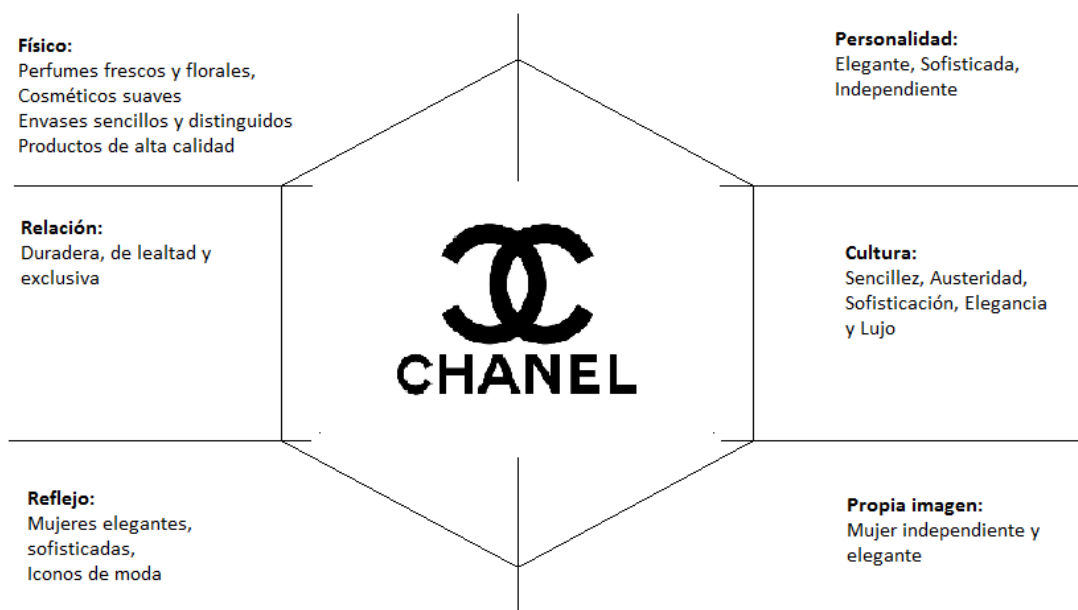 Físico:
Perfumes frescos y florales,
Cosméticos suaves
Envases sencillos y distinguidos
Productos de alta calidad
Personalidad:
Elegante, Sofisticada,
Independiente
Relación:
Duradera, de lealtad y
exclusiva
CHANEL
Cultura:
Sencillez, Austeridad,
Sofisticación, Elegancia
y Lujo
Reflejo:
Mujeres elegantes,
sofisticadas,
Iconos de moda
Propia imagen:
Mujer independiente y
elegante